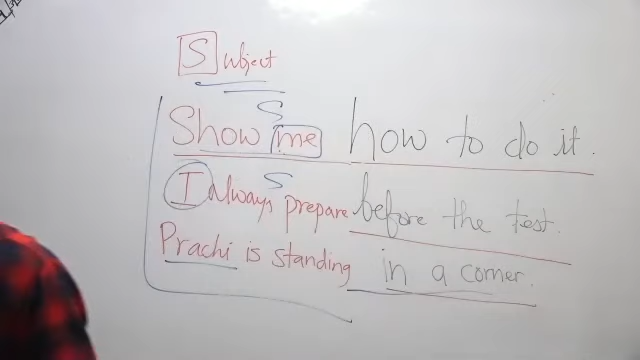 Subject
S
Show me how to do it.
S
I always prepare before the test.
Prachi is standing in a corner.